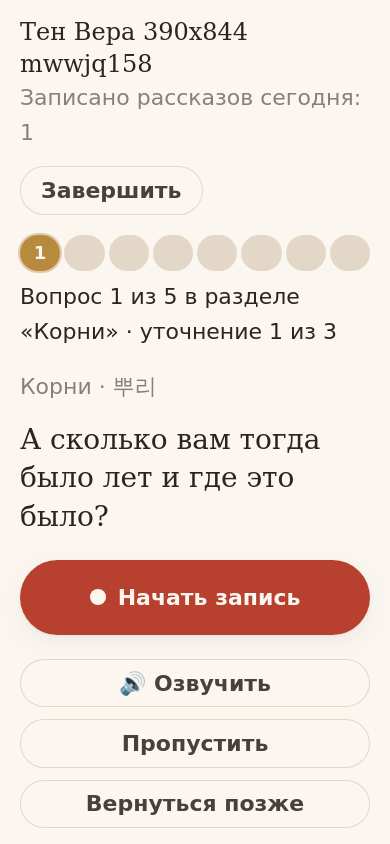 Тен Вера 390x844
mwwjq158
Записано рассказов сегодня:
1
Завершить
1
Вопрос 1 из 5 в разделе
«Корни» · уточнение 1 из 3
Корни · 뿌리
А сколько вам тогда
было лет и где это
было?
Начать запись
Озвучить
Пропустить
Вернуться позже